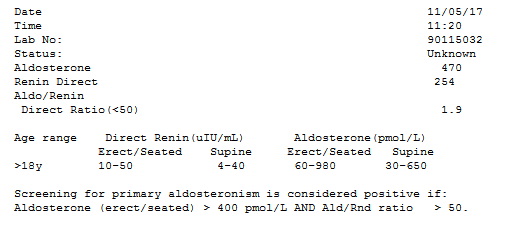 Date 11/05/17
Time 11:20
Lab No: 90115032
Status: Unknown
Aldosterone 470
Renin Direct 254
Aldo/Renin
Direct Ratio(<50) 1.9
Age range Direct Renin(uIU/mL) Aldosterone(pmol/L)
Erect/Seated Supine Erect/Seated Supine
>18y 10-50 4-40 60-980 30-650
Screening for primary aldosteronism is considered positive if:
Aldosterone (erect/seated) > 400 pmol/L AND Ald/Rnd ratio > 50.